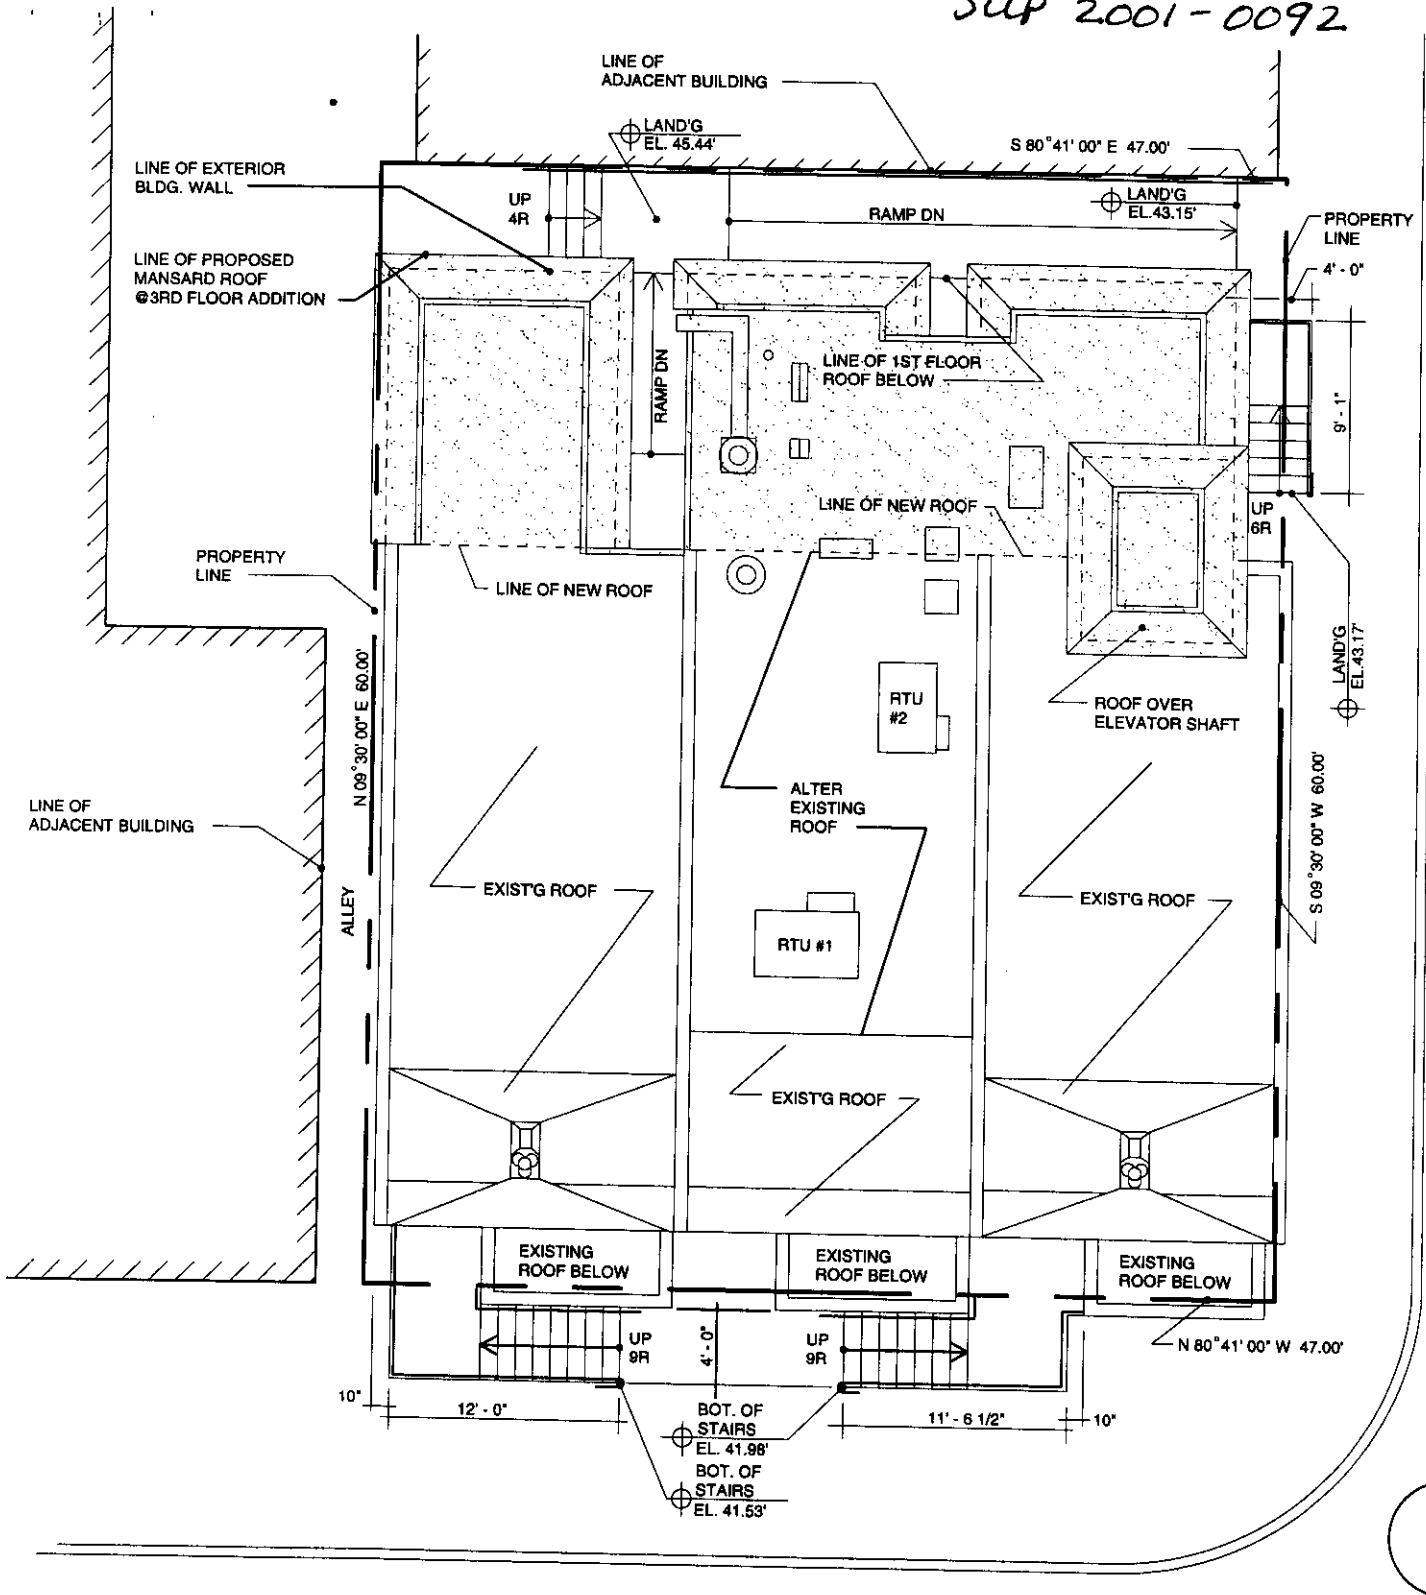 SUP 2001-0092
LINE OF
ADJACENT BUILDING
LAND'G
EL. 45.44'
S 80°41' 00" E 47.00'
LINE OF EXTERIOR
BLDG. WALL
UP
4R
RAMP DN
LAND'G
EL.43.15'
PROPERTY
LINE
4' - 0"
LINE OF PROPOSED
MANSARD ROOF
@3RD FLOOR ADDITION
RAMP DN
LINE OF 1ST FLOOR
ROOF BELOW
9' - 1"
LINE OF NEW ROOF
UP
6R
PROPERTY
LINE
LINE OF NEW ROOF
LAND'G
EL.43.17'
N 09°30' 00" E 60.00'
RTU
#2
ROOF OVER
ELEVATOR SHAFT
ALTER
EXISTING
ROOF
S 09°30' 00" W 60.00'
LINE OF
ADJACENT BUILDING
ALLEY
EXIST'G ROOF
EXIST'G ROOF
RTU #1
EXIST'G ROOF
EXISTING
ROOF BELOW
EXISTING
ROOF BELOW
EXISTING
ROOF BELOW
UP
9R
4' - 0"
UP
9R
N 80°41' 00" W 47.00'
10"
12' - 0"
BOT. OF
STAIRS
EL. 41.98'
11' - 6 1/2"
10"
BOT. OF
STAIRS
EL. 41.53'